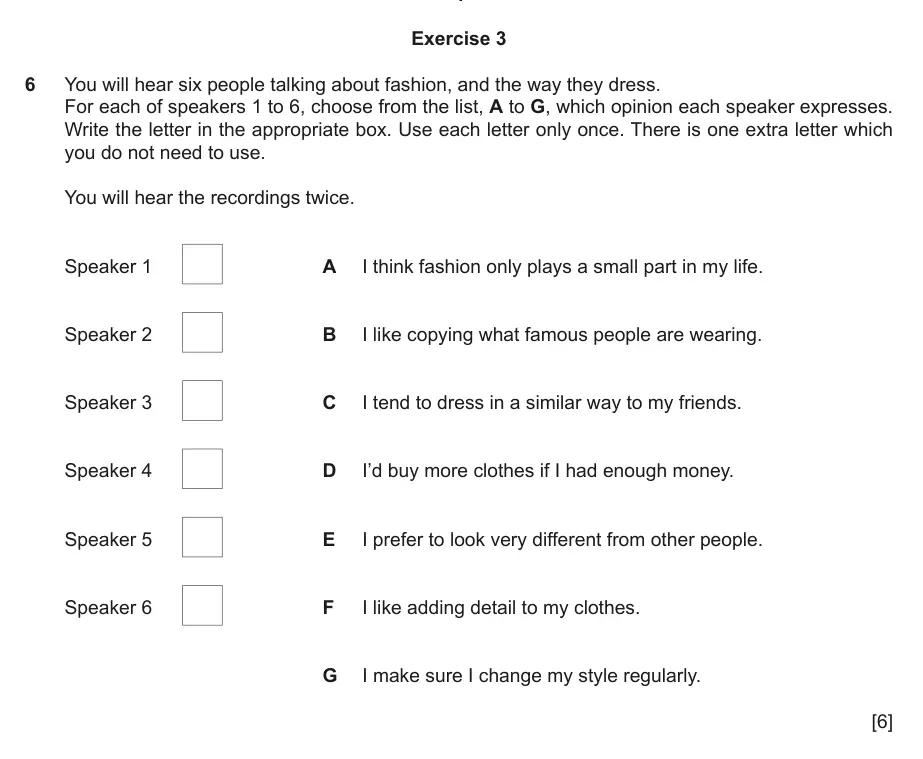 Exercise 3
6 You will hear six people talking about fashion, and the way they dress.
For each of speakers 1 to 6, choose from the list, A to G, which opinion each speaker expresses.
Write the letter in the appropriate box. Use each letter only once. There is one extra letter which
you do not need to use.
You will hear the recordings twice.
Speaker 1 A I think fashion only plays a small part in my life.
Speaker 2 B I like copying what famous people are wearing.
Speaker 3 C I tend to dress in a similar way to my friends.
Speaker 4 D I’d buy more clothes if I had enough money.
Speaker 5 E I prefer to look very different from other people.
Speaker 6 F I like adding detail to my clothes.
G I make sure I change my style regularly.
[6]